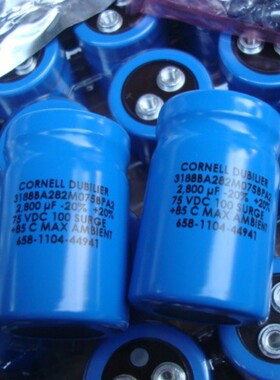 CORNELL DUBILIER
3188BA282M075BPA2
2,800 µF -20% +20%
75 VDC 100 SURGE
+85 C MAX AMBIENT
658-1104-44941
CORNELL DUBILIER
3188BA282M075BPA2
2,800 µF -20% +20%
75 VDC 100 SURGE
+85 C MAX AMBIENT
658-1104-44941